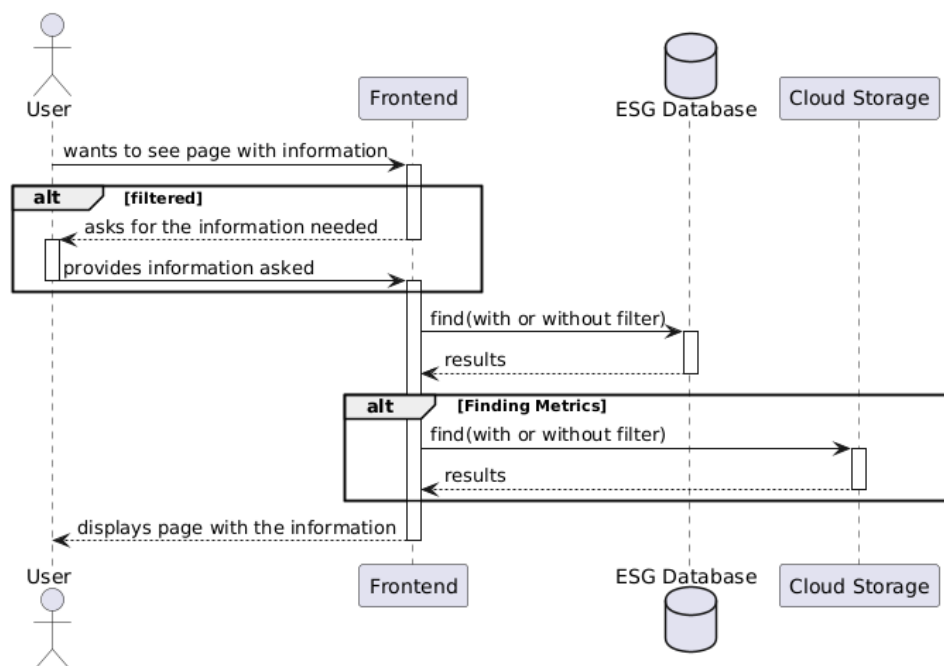 User
Frontend
ESG Database
Cloud Storage
wants to see page with information
alt [filtered]
asks for the information needed
provides information asked
find(with or without filter)
results
alt [Finding Metrics]
find(with or without filter)
results
displays page with the information
User
Frontend
ESG Database
Cloud Storage